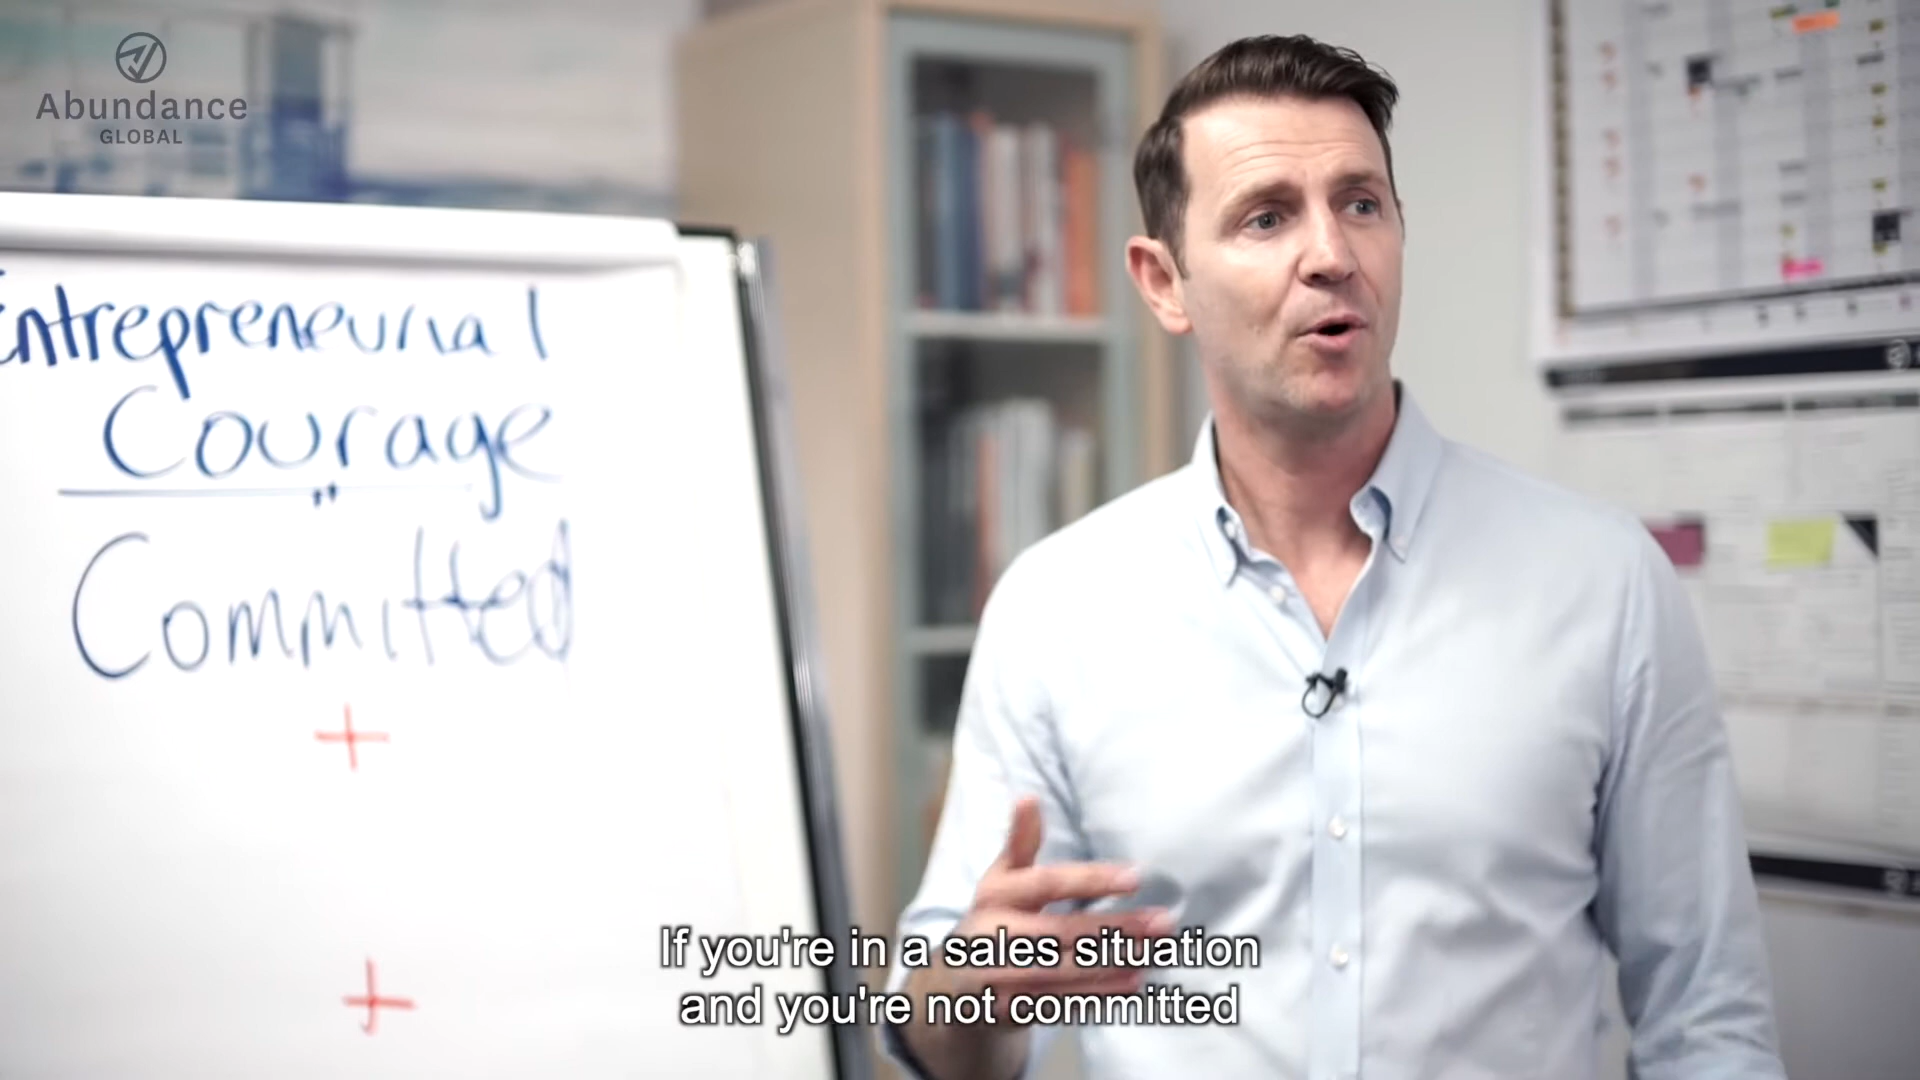 Abundance
GLOBAL
Entrepreneurial
Courage
"
Committed
+
+
If you're in a sales situation
and you're not committed